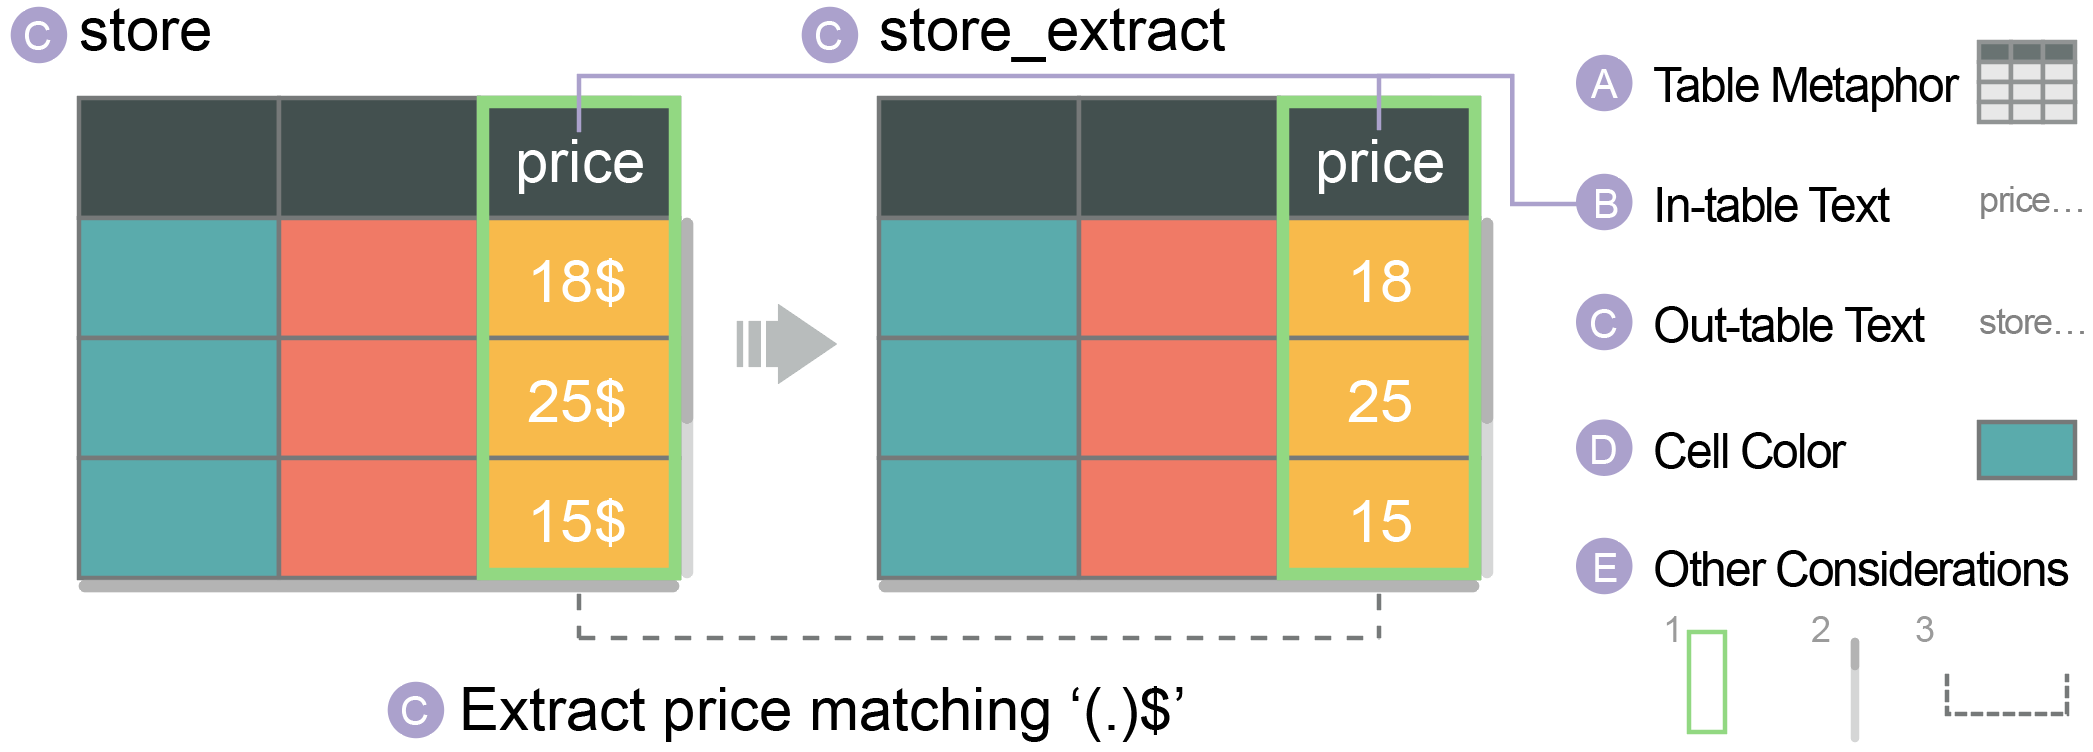 C store
C store_extract
price
18$
25$
15$
price
18
25
15
C Extract price matching ‘(.)$’
A Table Metaphor
B In-table Text price…
C Out-table Text store…
D Cell Color
E Other Considerations
1 2 3